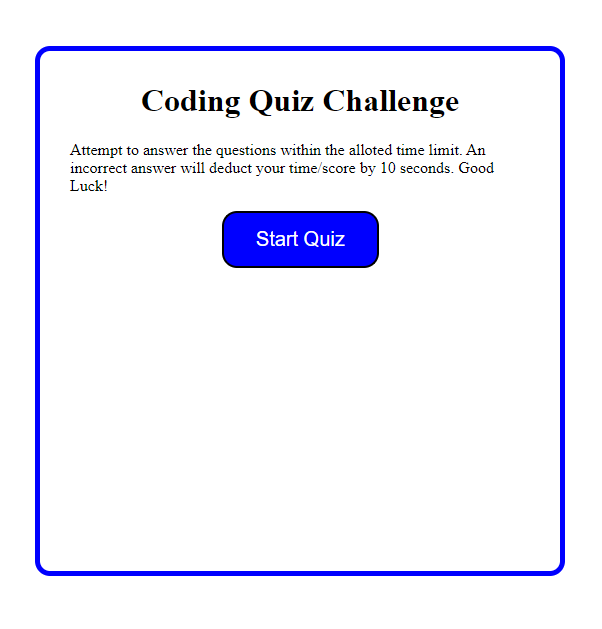 Coding Quiz Challenge
Attempt to answer the questions within the alloted time limit. An
incorrect answer will deduct your time/score by 10 seconds. Good
Luck!
Start Quiz